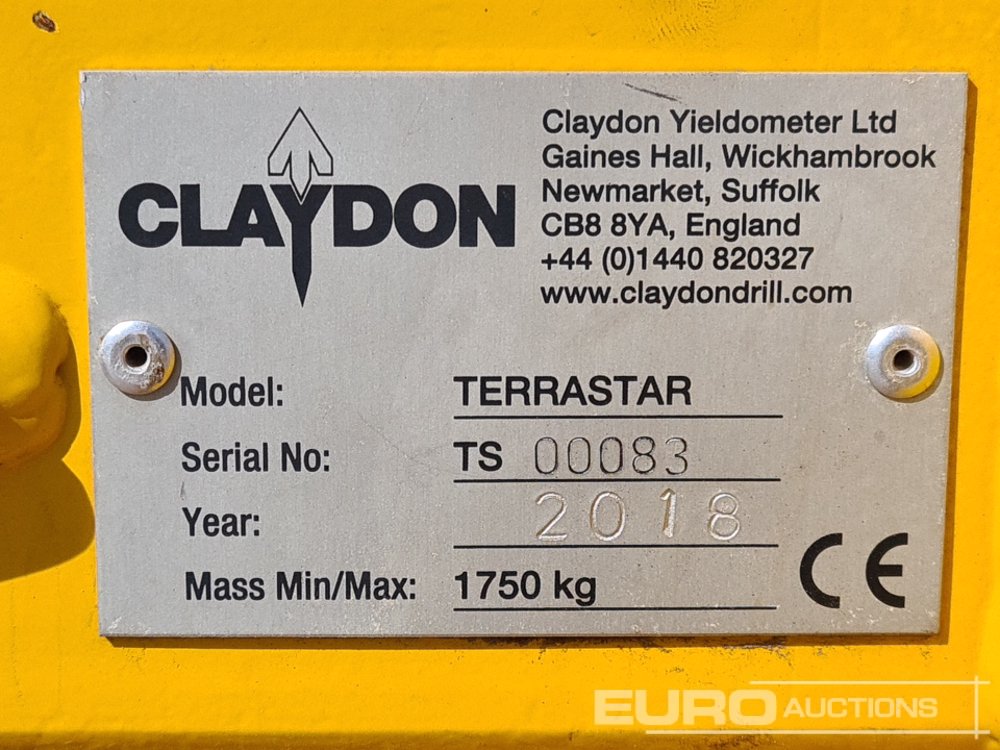 CLAYDON
Claydon Yieldometer Ltd
Gaines Hall, Wickhambrook
Newmarket, Suffolk
CB8 8YA, England
+44 (0)1440 820327
www.claydondrill.com
Model: TERRASTAR
Serial No: TS 00083
Year: 2018
Mass Min/Max: 1750 kg
CE
EURO AUCTIONS